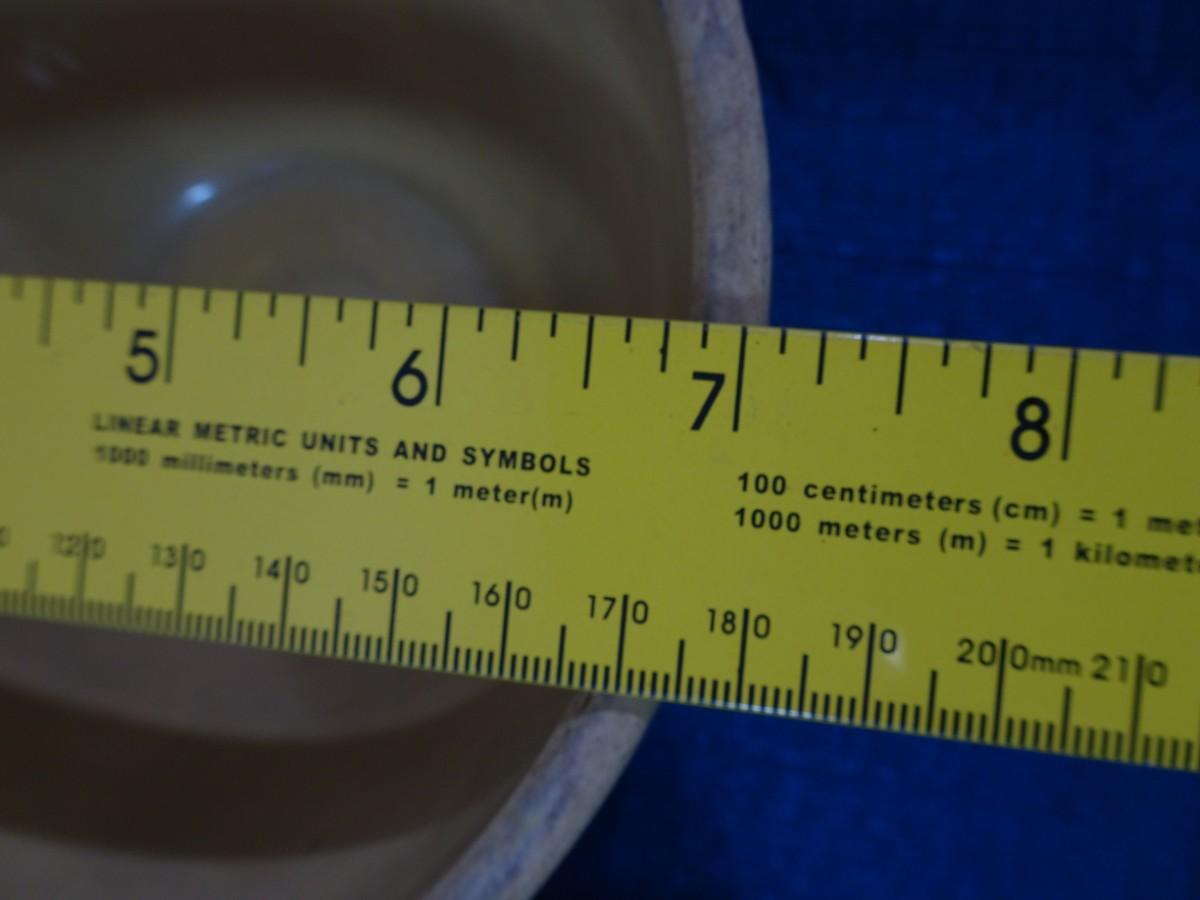 5 6 7 8
LINEAR METRIC UNITS AND SYMBOLS
1000 millimeters (mm) = 1 meter(m)
100 centimeters (cm) = 1
1000 meters (m) = 1
120 130 140 150 160 170 180 190 200mm 210